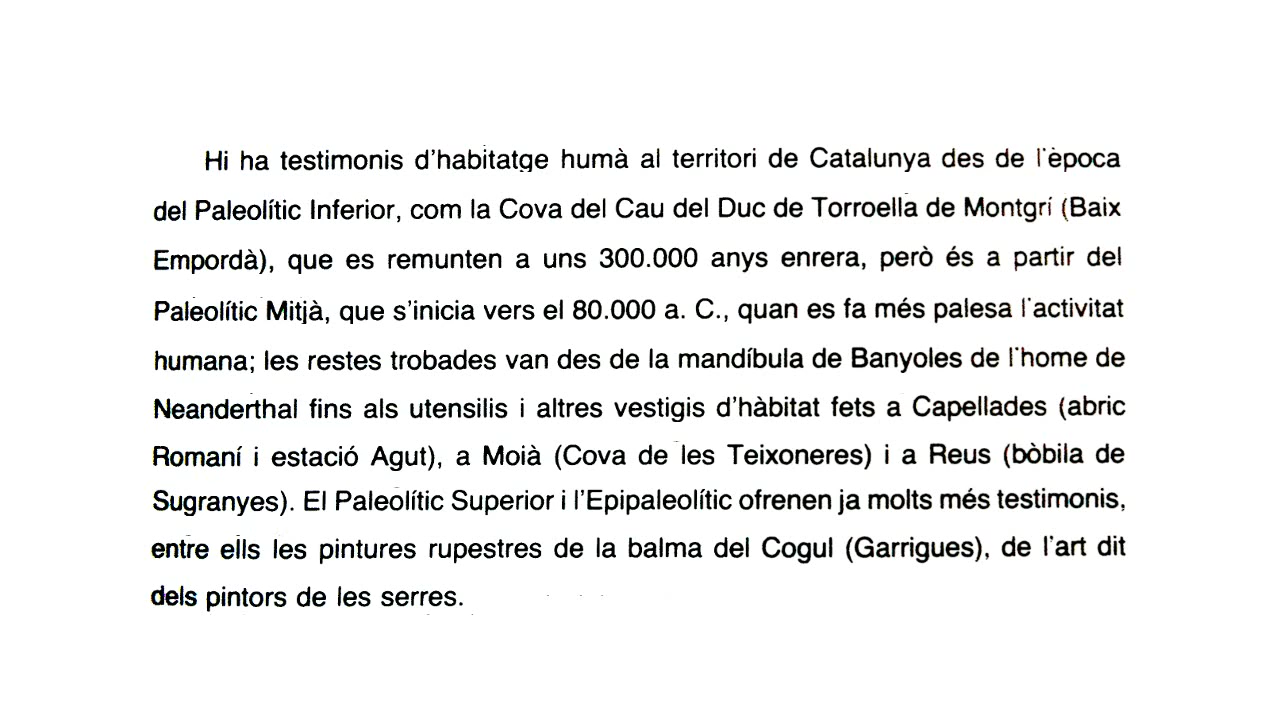 Hi ha testimonis d'habitatge humà al territori de Catalunya des de l'època
del Paleolític Inferior, com la Cova del Cau del Duc de Torroella de Montgrí (Baix
Empordà), que es remunten a uns 300.000 anys enrera, però és a partir del
Paleolític Mitjà, que s'inicia vers el 80.000 a. C., quan es fa més palesa l'activitat
humana; les restes trobades van des de la mandíbula de Banyoles de l'home de
Neanderthal fins als utensilis i altres vestigis d'hàbitat fets a Capellades (abric
Romaní i estació Agut), a Moià (Cova de les Teixoneres) i a Reus (bòbila de
Sugranyes). El Paleolític Superior i l'Epipaleolític ofrenen ja molts més testimonis,
entre ells les pintures rupestres de la balma del Cogul (Garrigues), de l'art dit
dels pintors de les serres.